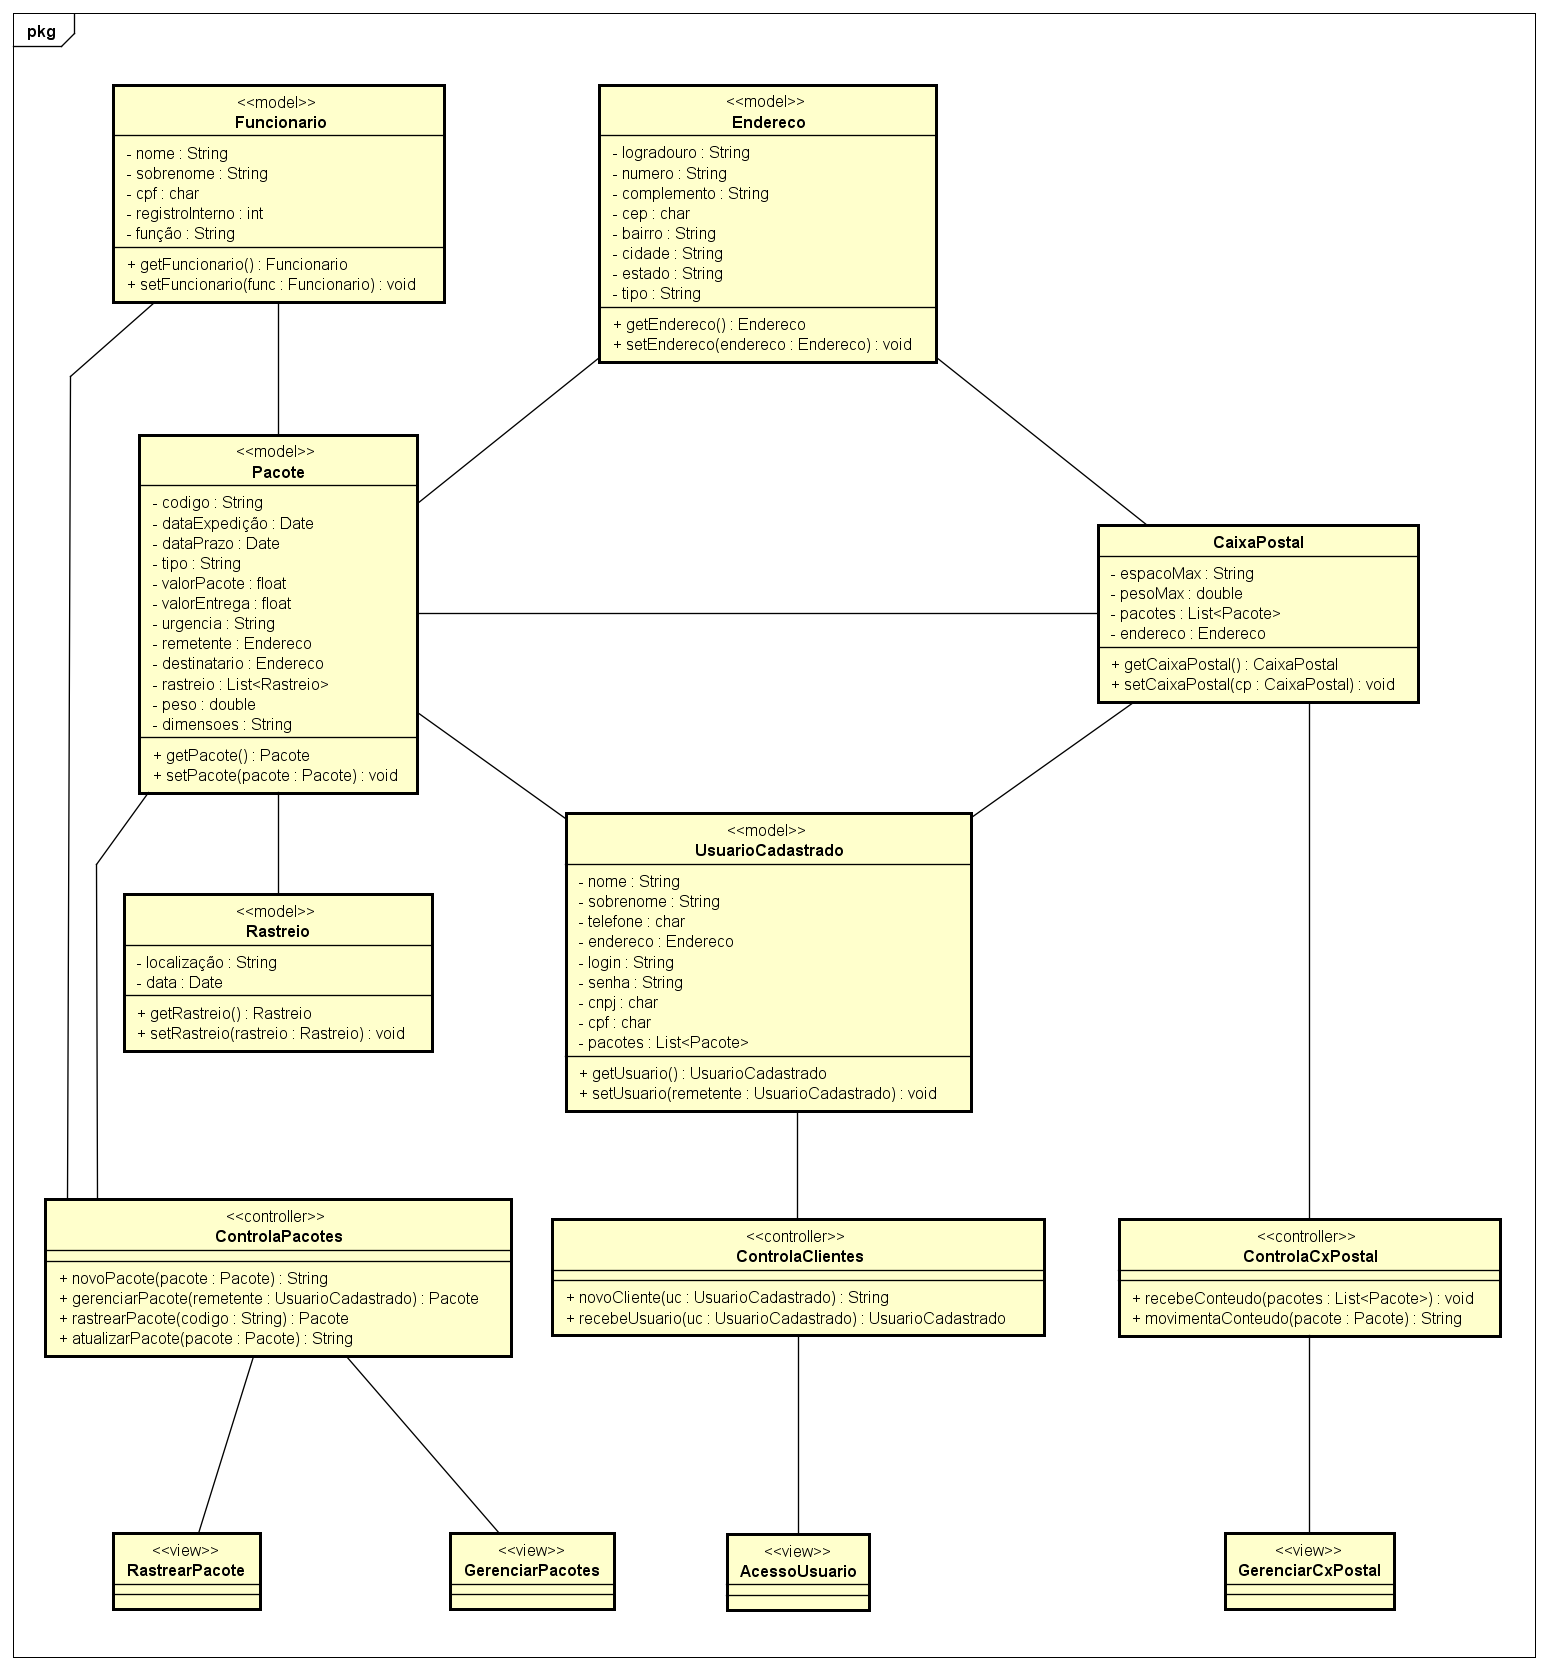 pkg
<<model>>
Funcionario
- nome : String
- sobrenome : String
- cpf : char
- registroInterno : int
- função : String
+ getFuncionario() : Funcionario
+ setFuncionario(func : Funcionario) : void
<<model>>
Endereco
- logradouro : String
- numero : String
- complemento : String
- cep : char
- bairro : String
- cidade : String
- estado : String
- tipo : String
+ getEndereco() : Endereco
+ setEndereco(endereco : Endereco) : void
<<model>>
Pacote
- codigo : String
- dataExpedição : Date
- dataPrazo : Date
- tipo : String
- valorPacote : float
- valorEntrega : float
- urgencia : String
- remetente : Endereco
- destinatario : Endereco
- rastreio : List<Rastreio>
- peso : double
- dimensoes : String
+ getPacote() : Pacote
+ setPacote(pacote : Pacote) : void
CaixaPostal
- espacoMax : String
- pesoMax : double
- pacotes : List<Pacote>
- endereco : Endereco
+ getCaixaPostal() : CaixaPostal
+ setCaixaPostal(cp : CaixaPostal) : void
<<model>>
UsuarioCadastrado
- nome : String
- sobrenome : String
- telefone : char
- endereco : Endereco
- login : String
- senha : String
- cnpj : char
- cpf : char
- pacotes : List<Pacote>
+ getUsuario() : UsuarioCadastrado
+ setUsuario(remetente : UsuarioCadastrado) : void
<<model>>
Rastreio
- localização : String
- data : Date
+ getRastreio() : Rastreio
+ setRastreio(rastreio : Rastreio) : void
<<controller>>
ControlaPacotes
+ novoPacote(pacote : Pacote) : String
+ gerenciarPacote(remetente : UsuarioCadastrado) : Pacote
+ rastrearPacote(codigo : String) : Pacote
+ atualizarPacote(pacote : Pacote) : String
<<controller>>
ControlaClientes
+ novoCliente(uc : UsuarioCadastrado) : String
+ recebeUsuario(uc : UsuarioCadastrado) : UsuarioCadastrado
<<controller>>
ControlaCxPostal
+ recebeConteudo(pacotes : List<Pacote>) : void
+ movimentaConteudo(pacote : Pacote) : String
<<view>>
RastrearPacote
<<view>>
GerenciarPacotes
<<view>>
AcessoUsuario
<<view>>
GerenciarCxPostal